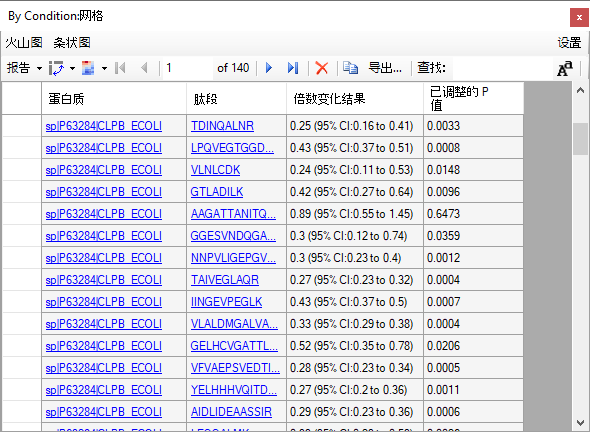 By Condition:网格
x
火山图 条状图 设置
报告 1 of 140 导出... 查找: Aa
蛋白质 肽段 倍数变化结果 已调整的 P
值
sp|P63284|CLPB_ECOLI TDINQALNR 0.25 (95% CI:0.16 to 0.41) 0.0033
sp|P63284|CLPB_ECOLI LPQVEGTGGD... 0.43 (95% CI:0.37 to 0.51) 0.0008
sp|P63284|CLPB_ECOLI VLNLCDK 0.24 (95% CI:0.11 to 0.53) 0.0148
sp|P63284|CLPB_ECOLI GTLADILK 0.42 (95% CI:0.27 to 0.64) 0.0096
sp|P63284|CLPB_ECOLI AAGATTANITQ... 0.89 (95% CI:0.55 to 1.45) 0.6473
sp|P63284|CLPB_ECOLI GGESVNDQGA... 0.3 (95% CI:0.12 to 0.74) 0.0359
sp|P63284|CLPB_ECOLI NNPVLIGEPGV... 0.3 (95% CI:0.23 to 0.4) 0.0012
sp|P63284|CLPB_ECOLI TAIVEGLAQR 0.27 (95% CI:0.23 to 0.32) 0.0004
sp|P63284|CLPB_ECOLI IINGEVPEGLK 0.43 (95% CI:0.37 to 0.5) 0.0007
sp|P63284|CLPB_ECOLI VLALDMGALVA... 0.33 (95% CI:0.29 to 0.38) 0.0004
sp|P63284|CLPB_ECOLI GELHCVGATTL... 0.52 (95% CI:0.35 to 0.78) 0.0206
sp|P63284|CLPB_ECOLI VFVAEPSVEDTI... 0.28 (95% CI:0.23 to 0.34) 0.0005
sp|P63284|CLPB_ECOLI YELHHHVQITD... 0.27 (95% CI:0.2 to 0.36) 0.0011
sp|P63284|CLPB_ECOLI AIDLIDEAASSIR 0.29 (95% CI:0.23 to 0.36) 0.0006